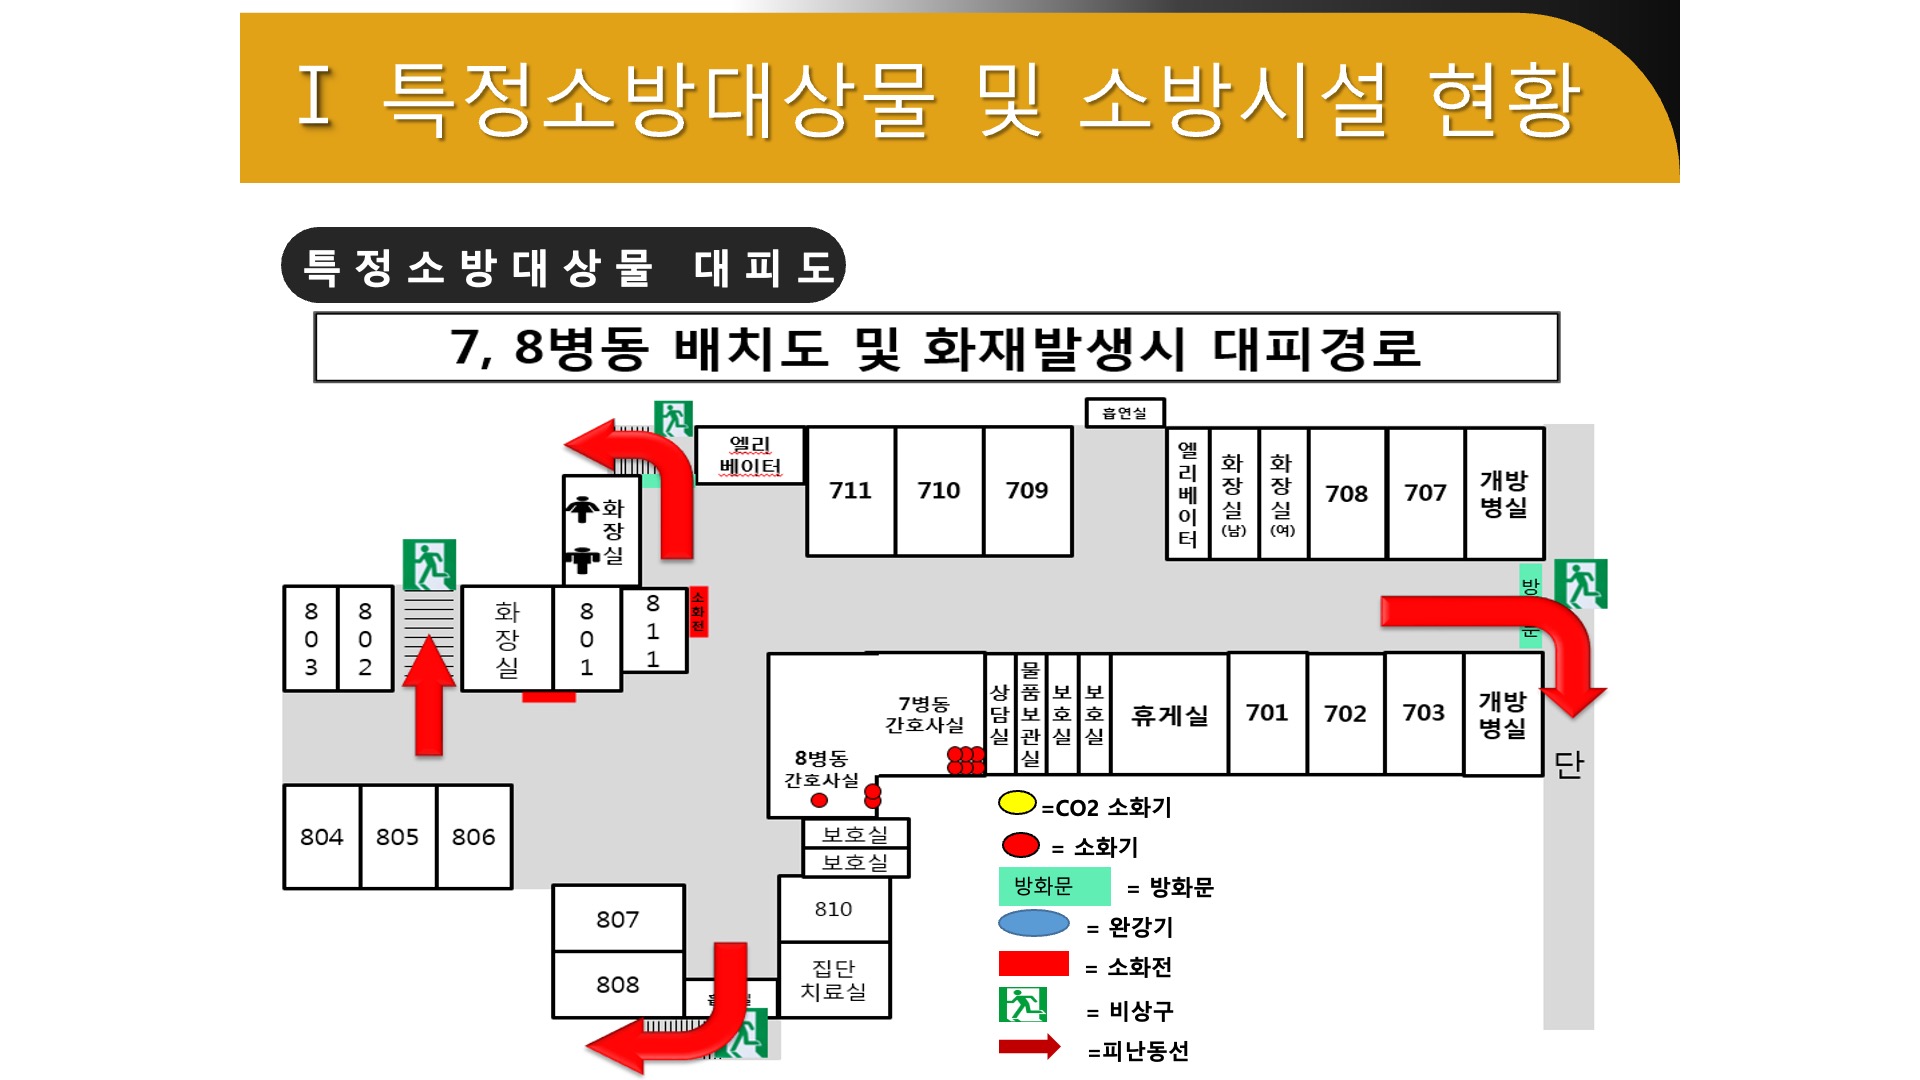 Ⅰ 특정소방대상물 및 소방시설 현황
특정소방대상물 대피도
7, 8병동 배치도 및 화재발생시 대피경로
흡연실
엘리
베이터
711
710
709
엘리베이터
화장실
(남)
화장실
(여)
708
707
개방
병실
화장실
803
802
화장실
801
811
소화전
방
문
7병동
간호사실
8병동
간호사실
상담실
물품보관실
보호실
보호실
휴게실
701
702
703
개방
병실
단
804
805
806
보호실
보호실
807
808
810
집단
치료실
실
=CO2 소화기
= 소화기
방화문 = 방화문
= 완강기
= 소화전
= 비상구
=피난동선